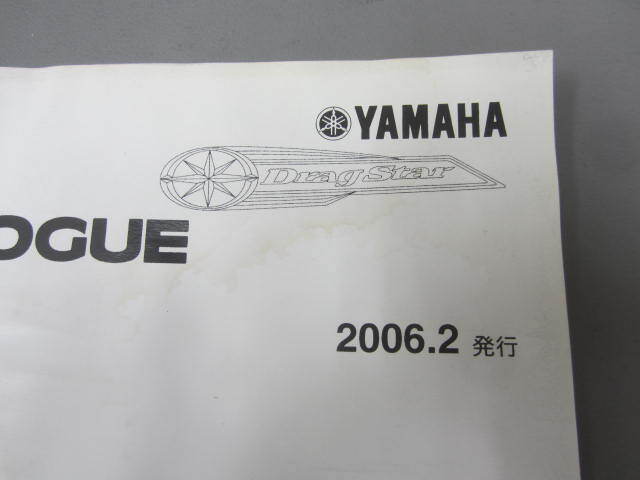 YAMAHA
Drag Star
OGUE
2006.2 発行